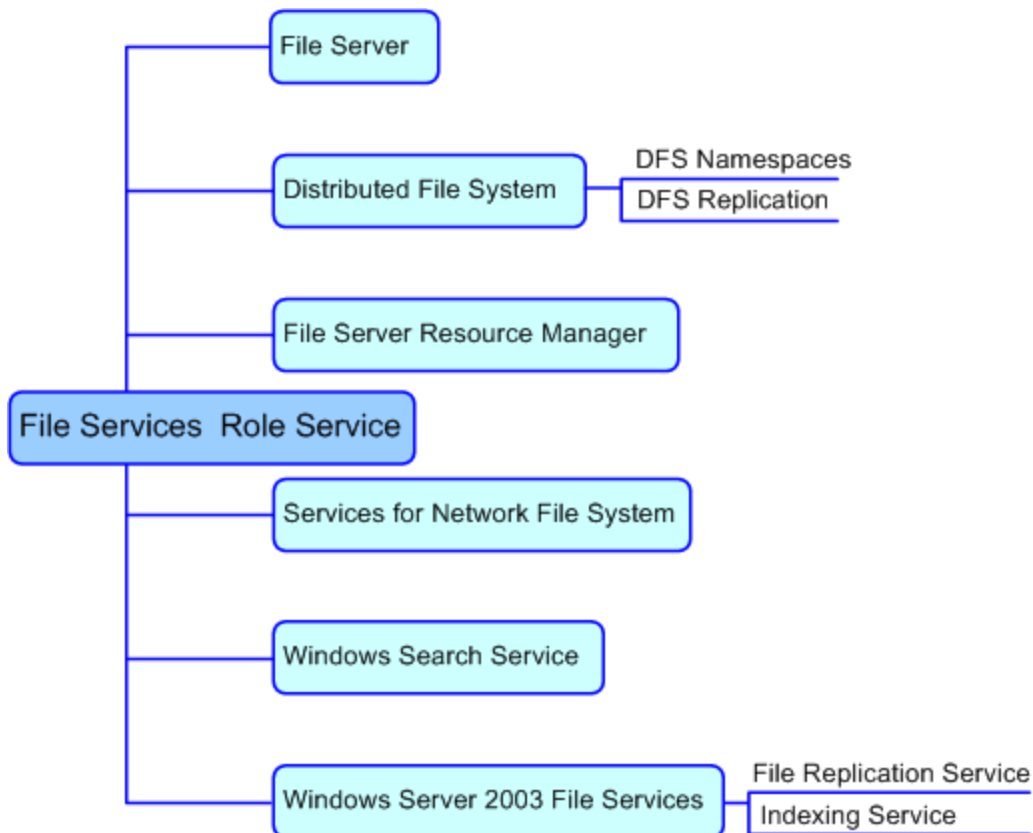 File Server
Distributed File System
DFS Namespaces
DFS Replication
File Server Resource Manager
File Services Role Service
Services for Network File System
Windows Search Service
Windows Server 2003 File Services
File Replication Service
Indexing Service